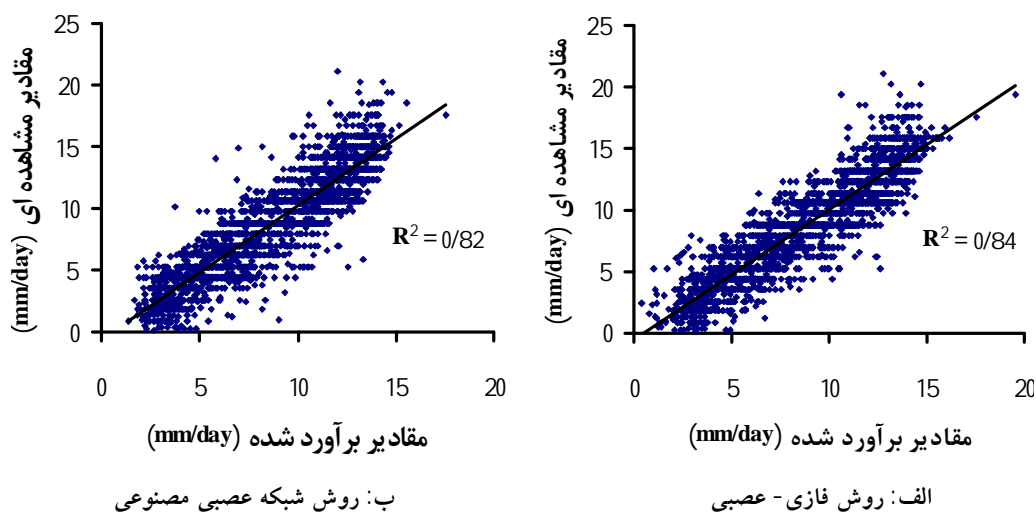 مقادیر مشاهده ای (mm/day)
25
20
15
10
5
0
R² = 0/84
0 5 10 15 20
مقادیر برآورد شده (mm/day)
الف: روش فازی- عصبی
مقادیر مشاهده ای (mm/day)
25
20
15
10
5
0
R² = 0/82
0 5 10 15 20
مقادیر برآورد شده (mm/day)
ب: روش شبکه عصبی مصنوعی